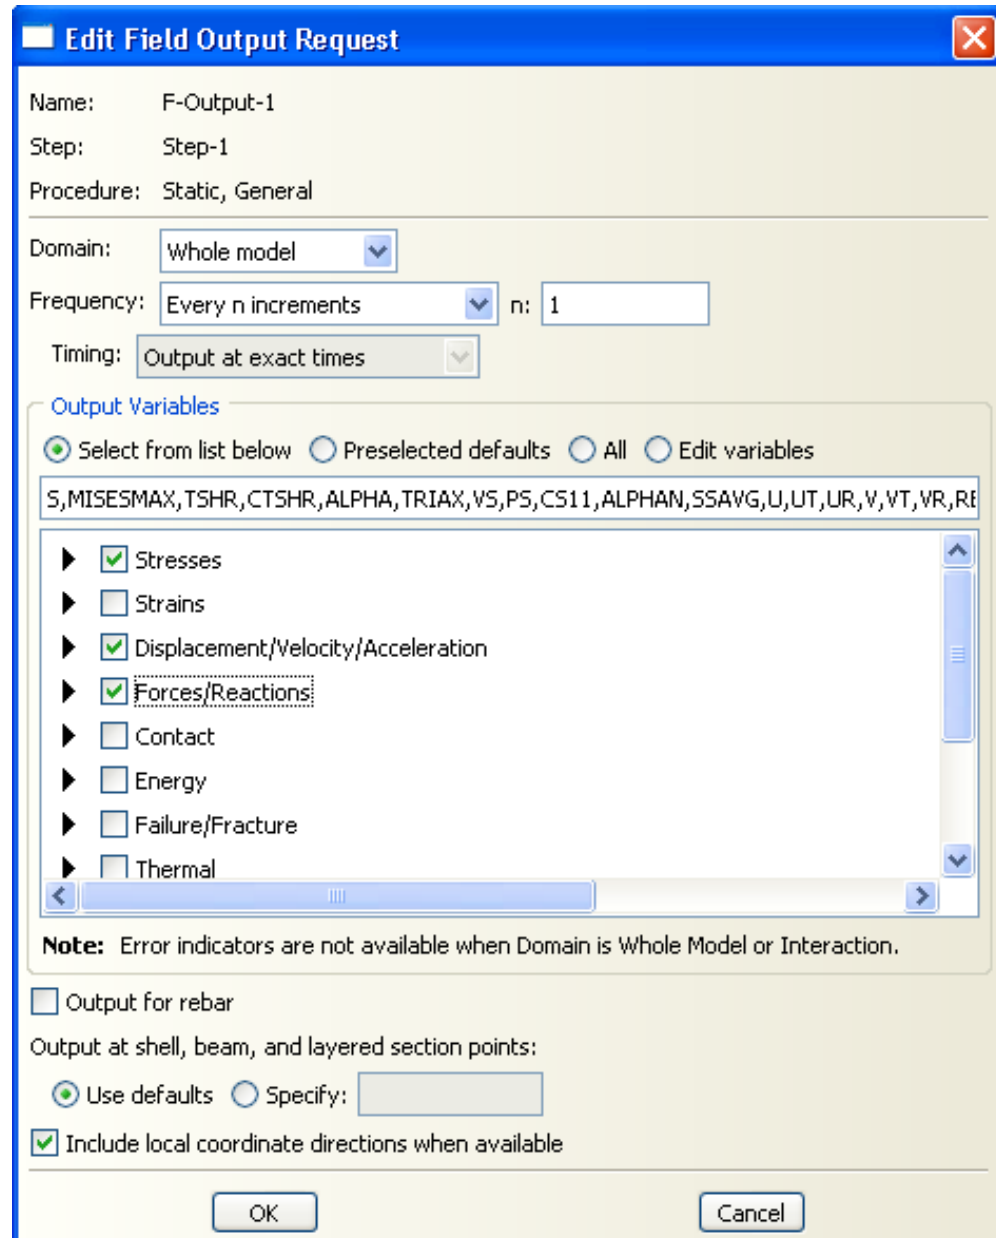 Edit Field Output Request
Name: F-Output-1
Step: Step-1
Procedure: Static, General
Domain: Whole model
Frequency: Every n increments n: 1
Timing: Output at exact times
Output Variables
Select from list below Preselected defaults All Edit variables
S,MISESMAX,TSHR,CTSHR,ALPHA,TRIAX,VS,PS,CS11,ALPHAN,SSAVG,U,UT,UR,V,VT,VR,RE
Stresses
Strains
Displacement/Velocity/Acceleration
Forces/Reactions
Contact
Energy
Failure/Fracture
Thermal
Note: Error indicators are not available when Domain is Whole Model or Interaction.
Output for rebar
Output at shell, beam, and layered section points:
Use defaults Specify:
Include local coordinate directions when available
OK Cancel